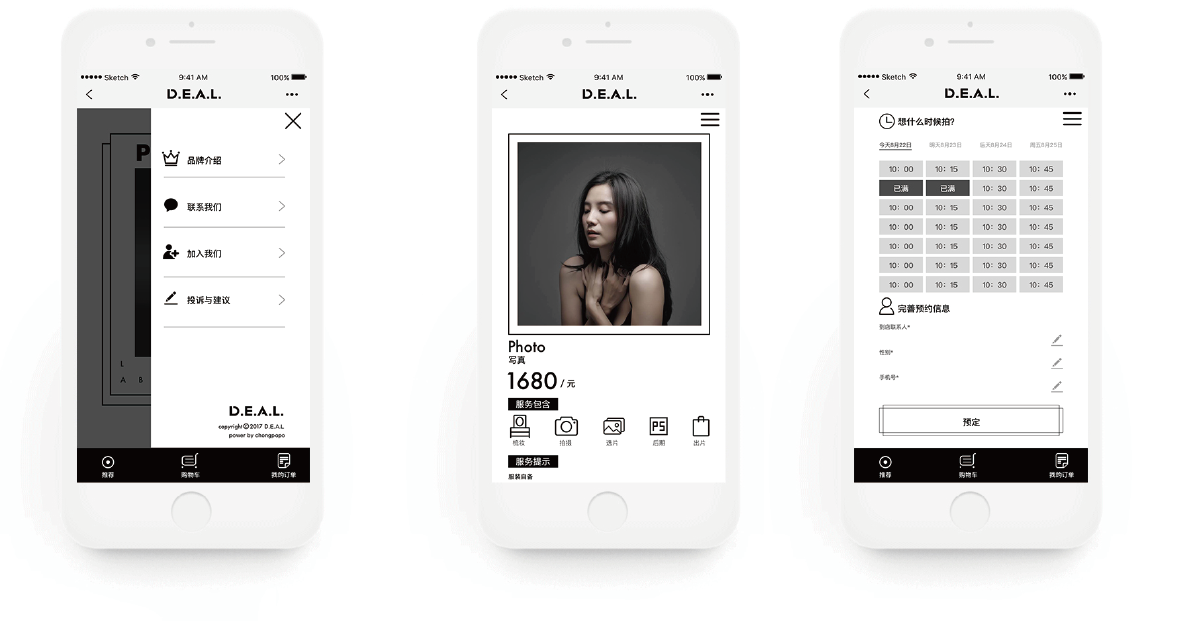 Sketch 9:41 AM 100%
D.E.A.L.
P
品牌介绍
联系我们
加入我们
投诉与建议
L
A B
D.E.A.L.
copyright©2017 D.E.A.L
power by chengpapa
推荐 购物车 我的订单
Sketch 9:41 AM 100%
D.E.A.L.
Photo
写真
1680/元
服务包含
梳妆 拍摄 选片 后期 出片
PS
服务提示
服装自备
Sketch 9:41 AM 100%
D.E.A.L.
想什么时候拍?
今天8月22日 明天8月23日 后天8月24日 周五8月25日
10：00 10：15 10：30 10：45
已满 已满 10：30 10：45
10：00 10：15 10：30 10：45
10：00 10：15 10：30 10：45
10：00 10：15 10：30 10：45
10：00 10：15 10：30 10：45
10：00 10：15 10：30 10：45
完善预约信息
到店联系人*
性别*
手机号*
预定
推荐 购物车 我的订单